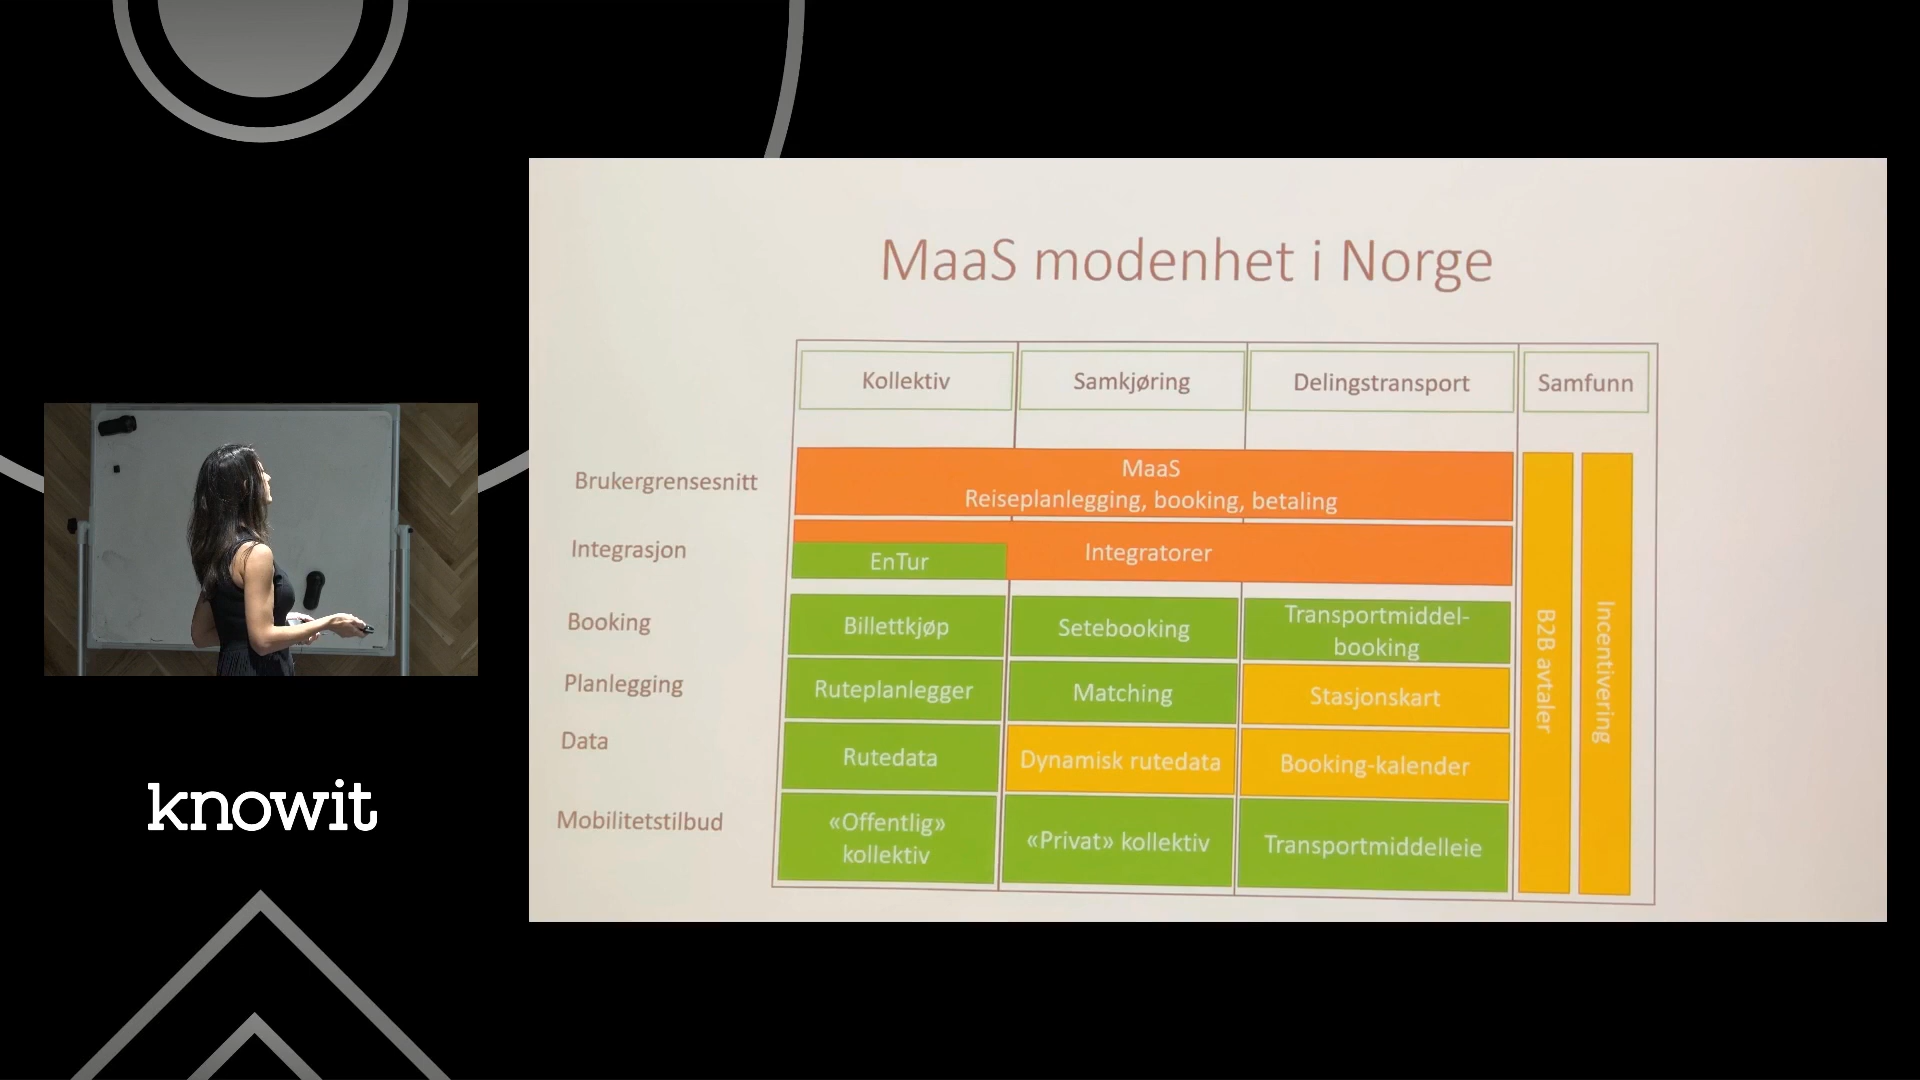 MaaS modenhet i Norge
Kollektiv
Samkjøring
Delingstransport
Samfunn
Brukergrensesnitt
MaaS
Reiseplanlegging, booking, betaling
Integrasjon
EnTur
Integratorer
Booking
Billettkjøp
Setebooking
Transportmiddel-
booking
Planlegging
Ruteplanlegger
Matching
Stasjonskart
Data
Rutedata
Dynamisk rutedata
Booking-kalender
Mobilitetstilbud
«Offentlig»
kollektiv
«Privat» kollektiv
Transportmiddelleie
B2B avtaler
Incentivering
knowit